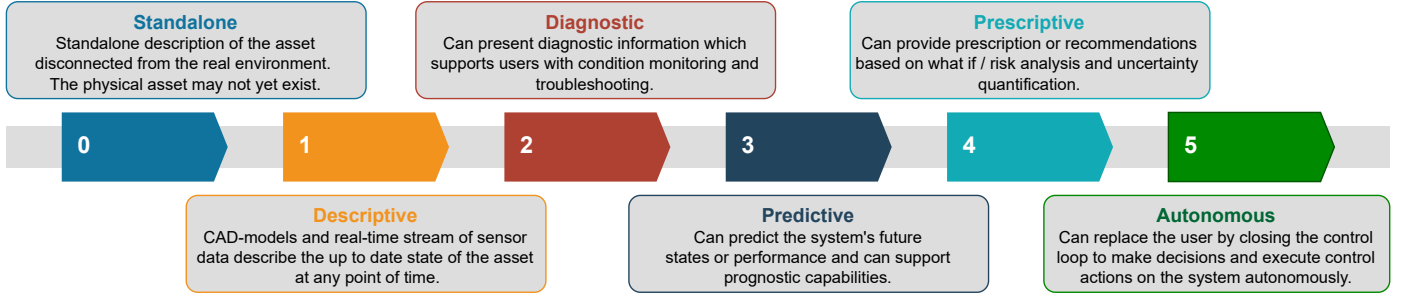 Standalone
Standalone description of the asset
disconnected from the real environment.
The physical asset may not yet exist.
Diagnostic
Can present diagnostic information which
supports users with condition monitoring and
troubleshooting.
Prescriptive
Can provide prescription or recommendations
based on what if / risk analysis and uncertainty
quantification.
0
1
2
3
4
5
Descriptive
CAD-models and real-time stream of sensor
data describe the up to date state of the asset
at any point of time.
Predictive
Can predict the system's future
states or performance and can support
prognostic capabilities.
Autonomous
Can replace the user by closing the control
loop to make decisions and execute control
actions on the system autonomously.